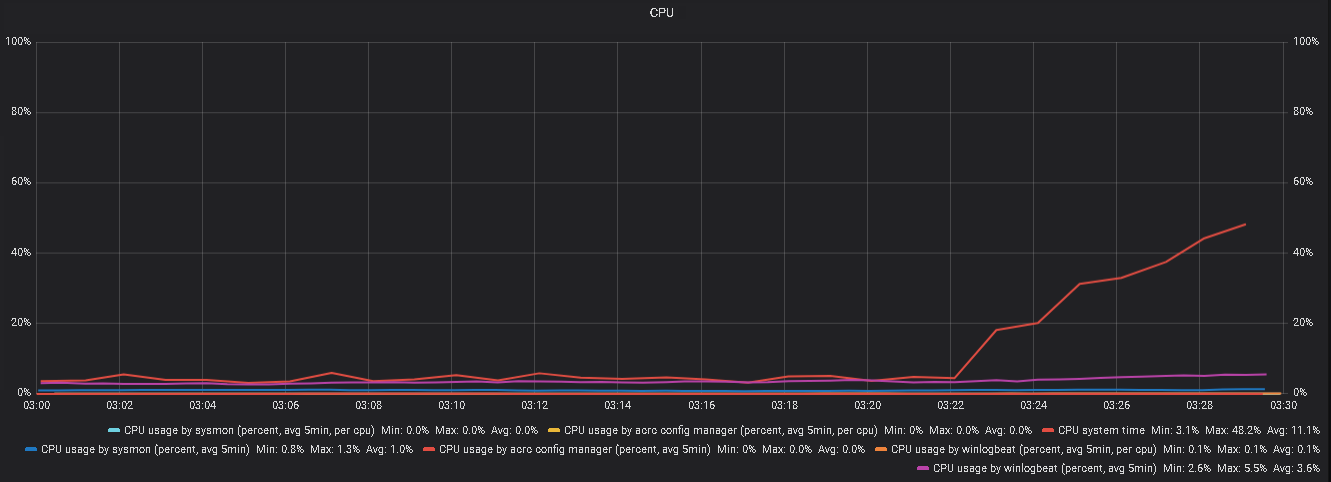 CPU
100% 100%
80% 80%
60% 60%
40% 40%
20% 20%
0% 0%
03:00 03:02 03:04 03:06 03:08 03:10 03:12 03:14 03:16 03:18 03:20 03:22 03:24 03:26 03:28 03:30
CPU usage by sysmon (percent, avg 5min, per cpu) Min: 0.0% Max: 0.0% Avg: 0.0% CPU usage by acrc config manager (percent, avg 5min, per cpu) Min: 0% Max: 0.0% Avg: 0.0% CPU system time Min: 3.1% Max: 48.2% Avg: 11.1%
CPU usage by sysmon (percent, avg 5min) Min: 0.8% Max: 1.3% Avg: 1.0% CPU usage by acrc config manager (percent, avg 5min) Min: 0% Max: 0.0% Avg: 0.0% CPU usage by winlogbeat (percent, avg 5min, per cpu) Min: 0.1% Max: 0.1% Avg: 0.1%
CPU usage by winlogbeat (percent, avg 5min) Min: 2.6% Max: 5.5% Avg: 3.6%